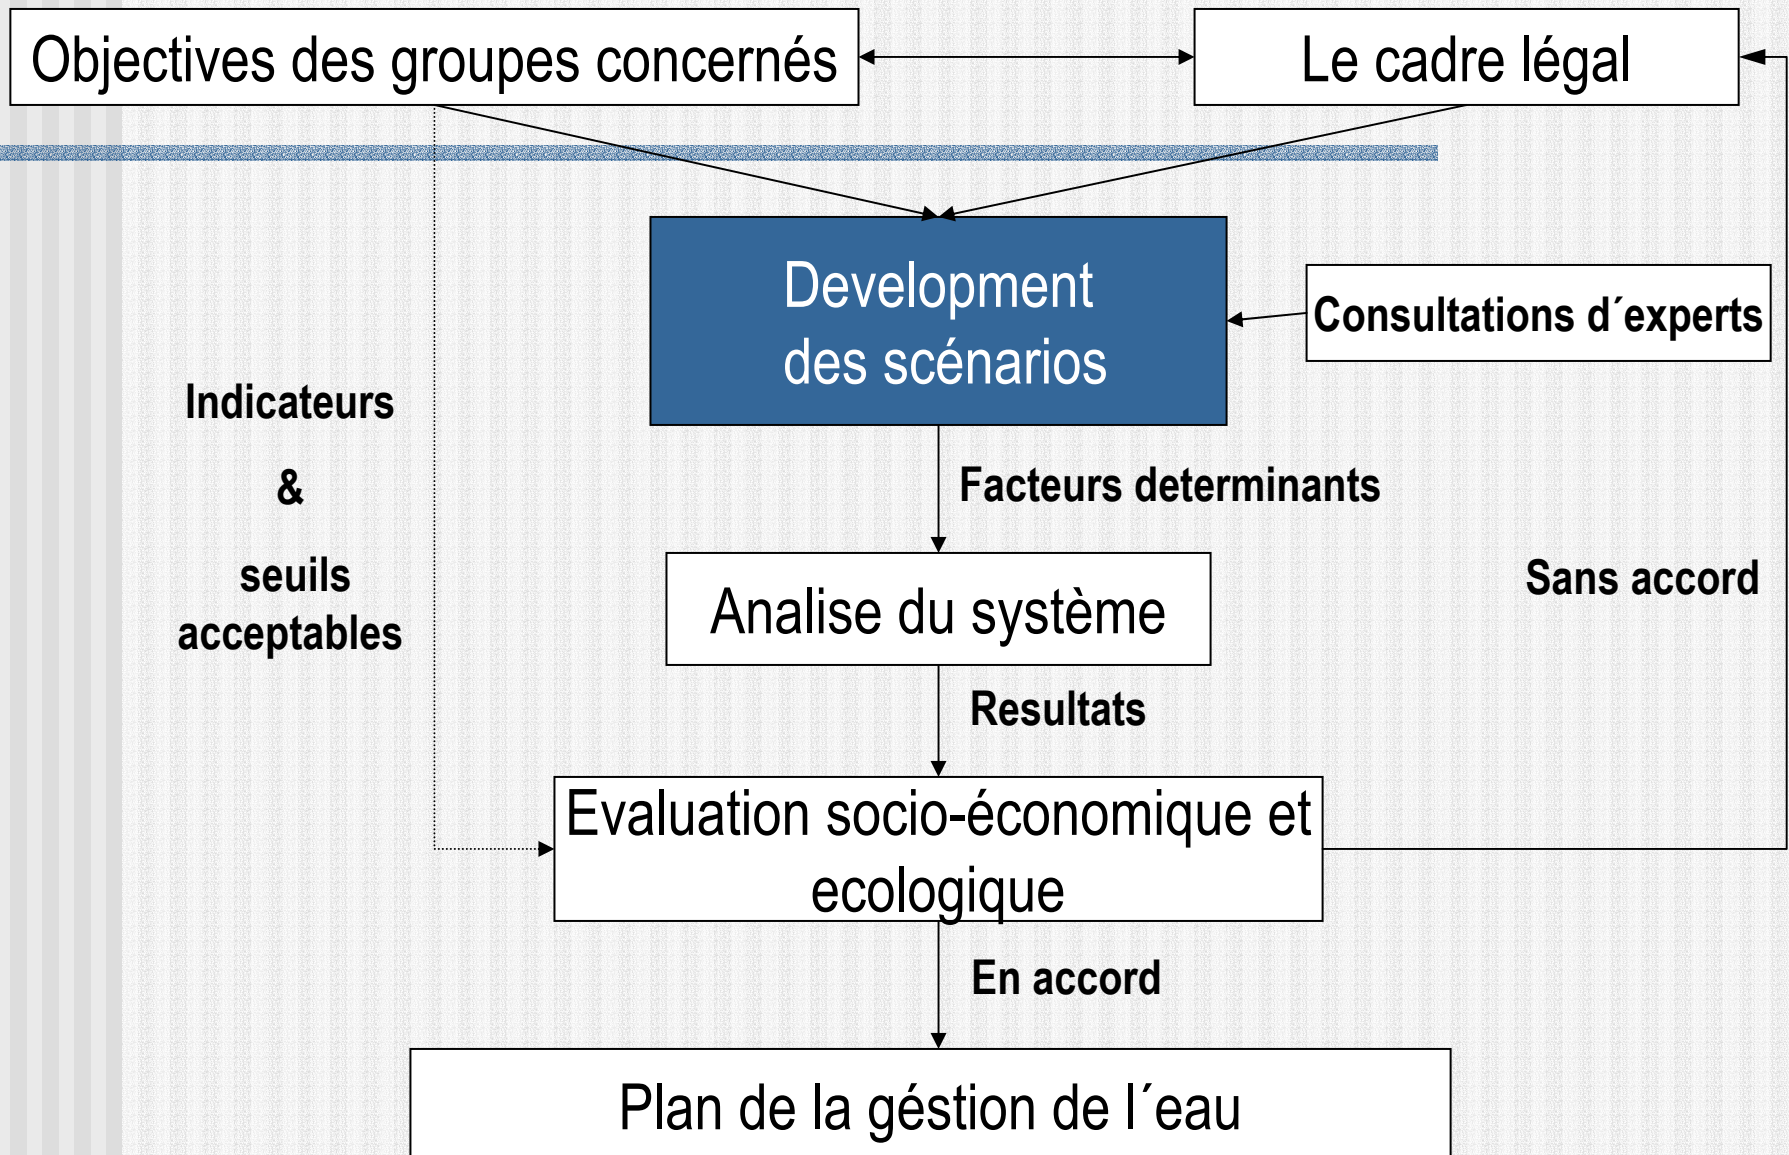 Objectives des groupes concernés
Le cadre légal
Development
des scénarios
Consultations d´experts
Indicateurs
&
seuils
acceptables
Facteurs determinants
Analise du système
Sans accord
Resultats
Evaluation socio-économique et
ecologique
En accord
Plan de la géstion de l´eau